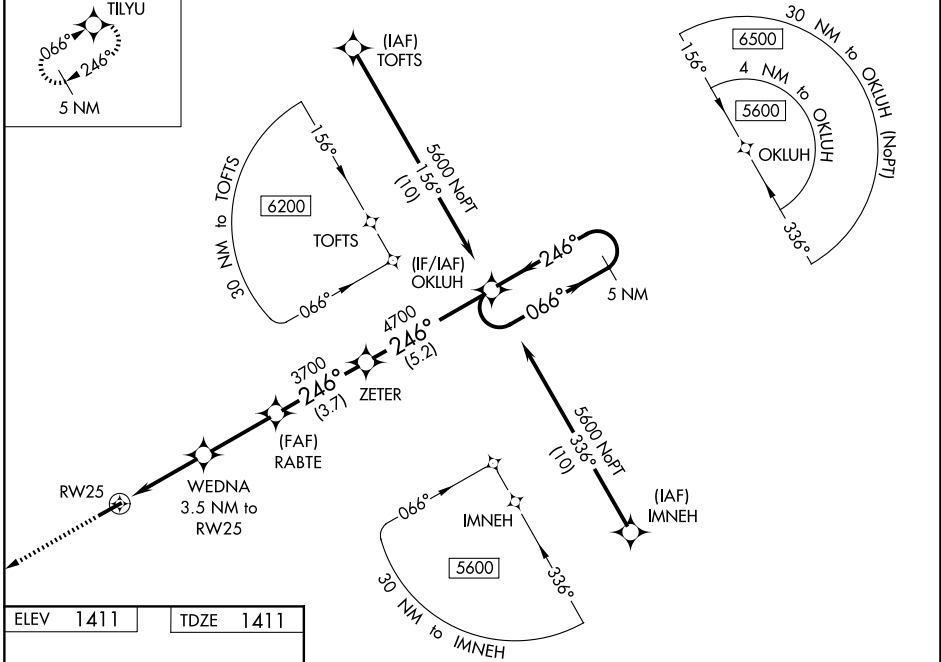 TILYU
066°
246°
5 NM
(IAF)
TOFTS
5600 NoPT
156°
(10)
30 NM to OKLUH (NoPT)
6500
4 NM to OKLUH
5600
156°
OKLUH
336°
30 NM to TOFTS
156°
6200
TOFTS
066°
(IF/IAF)
OKLUH
246°
066°
5 NM
4700
246°
(5.2)
ZETER
3700
246°
(3.7)
(FAF)
RABTE
WEDNA
3.5 NM to
RW25
RW25
5600 NoPT
336°
(10)
(IAF)
IMNEH
066°
IMNEH
5600
336°
30 NM to IMNEH
ELEV 1411
TDZE 1411